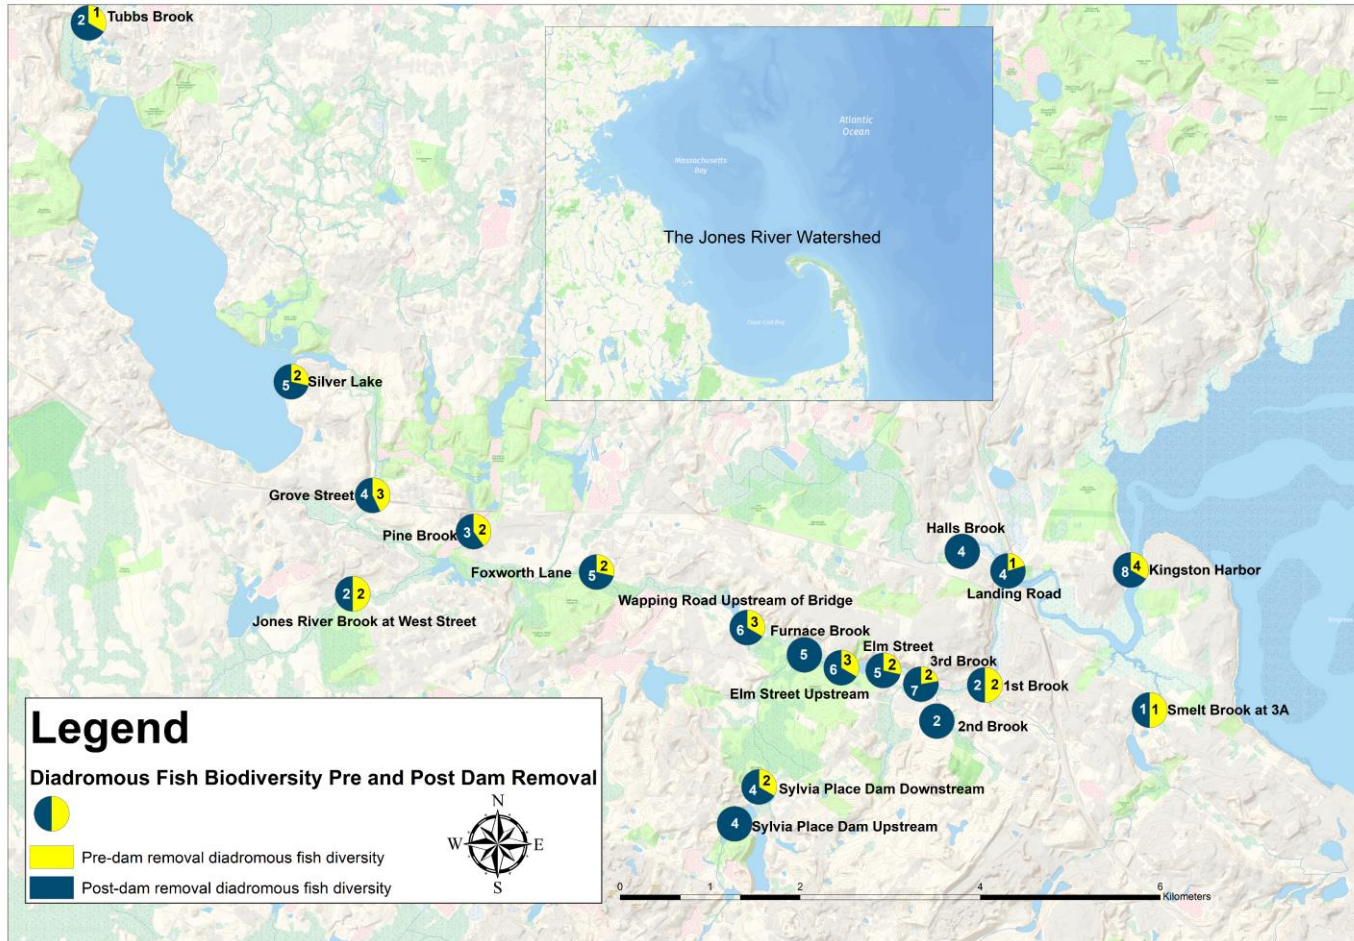 2 1 Tubbs Brook
Atlantic
Ocean
Massachusetts
Bay
The Jones River Watershed
Cape Cod Bay
5 2 Silver Lake
Grove Street 4 3
Pine Brook 3 2
Halls Brook
4
Foxworth Lane 5 2
4 1
Landing Road
8 4 Kingston Harbor
2 2
Jones River Brook at West Street
Wapping Road Upstream of Bridge
6 3
Furnace Brook
5
Elm Street
6 3
Elm Street Upstream
5 2
3rd Brook
7 2
2 2 1st Brook
2 2nd Brook
1 1 Smelt Brook at 3A
4 2 Sylvia Place Dam Downstream
4 Sylvia Place Dam Upstream
Legend
Diadromous Fish Biodiversity Pre and Post Dam Removal
Pre-dam removal diadromous fish diversity
Post-dam removal diadromous fish diversity
N
W E
S
0 1 2 4 6
Kilometers